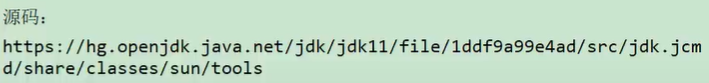 源码：
https://hg.openjdk.java.net/jdk/jdk11/file/1ddf9a99e4ad/src/jdk.jcm
d/share/classes/sun/tools